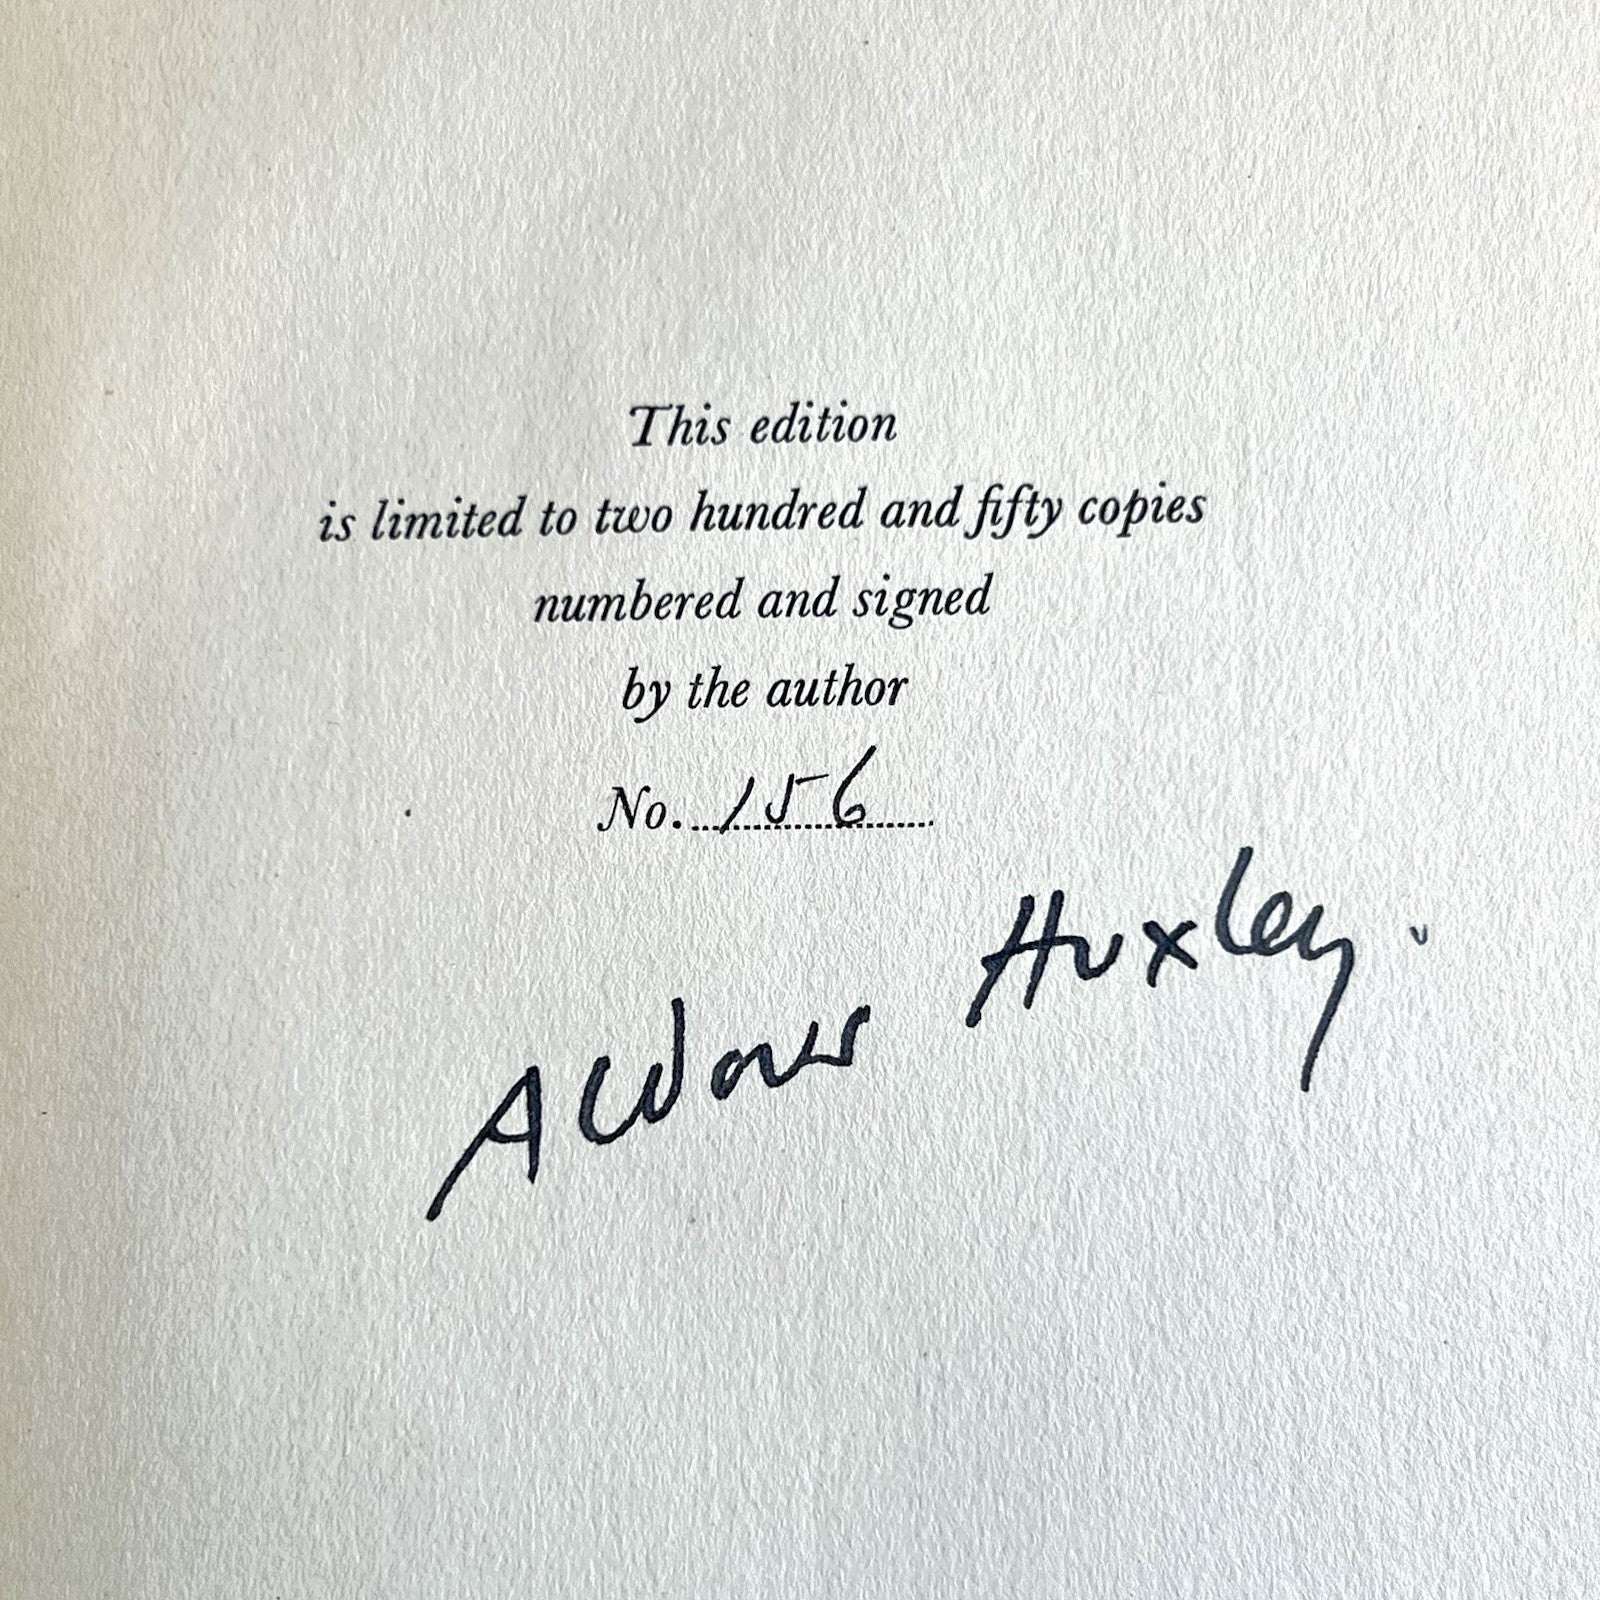 This edition
is limited to two hundred and fifty copies
numbered and signed
by the author
No. 156
Aldous Huxley.